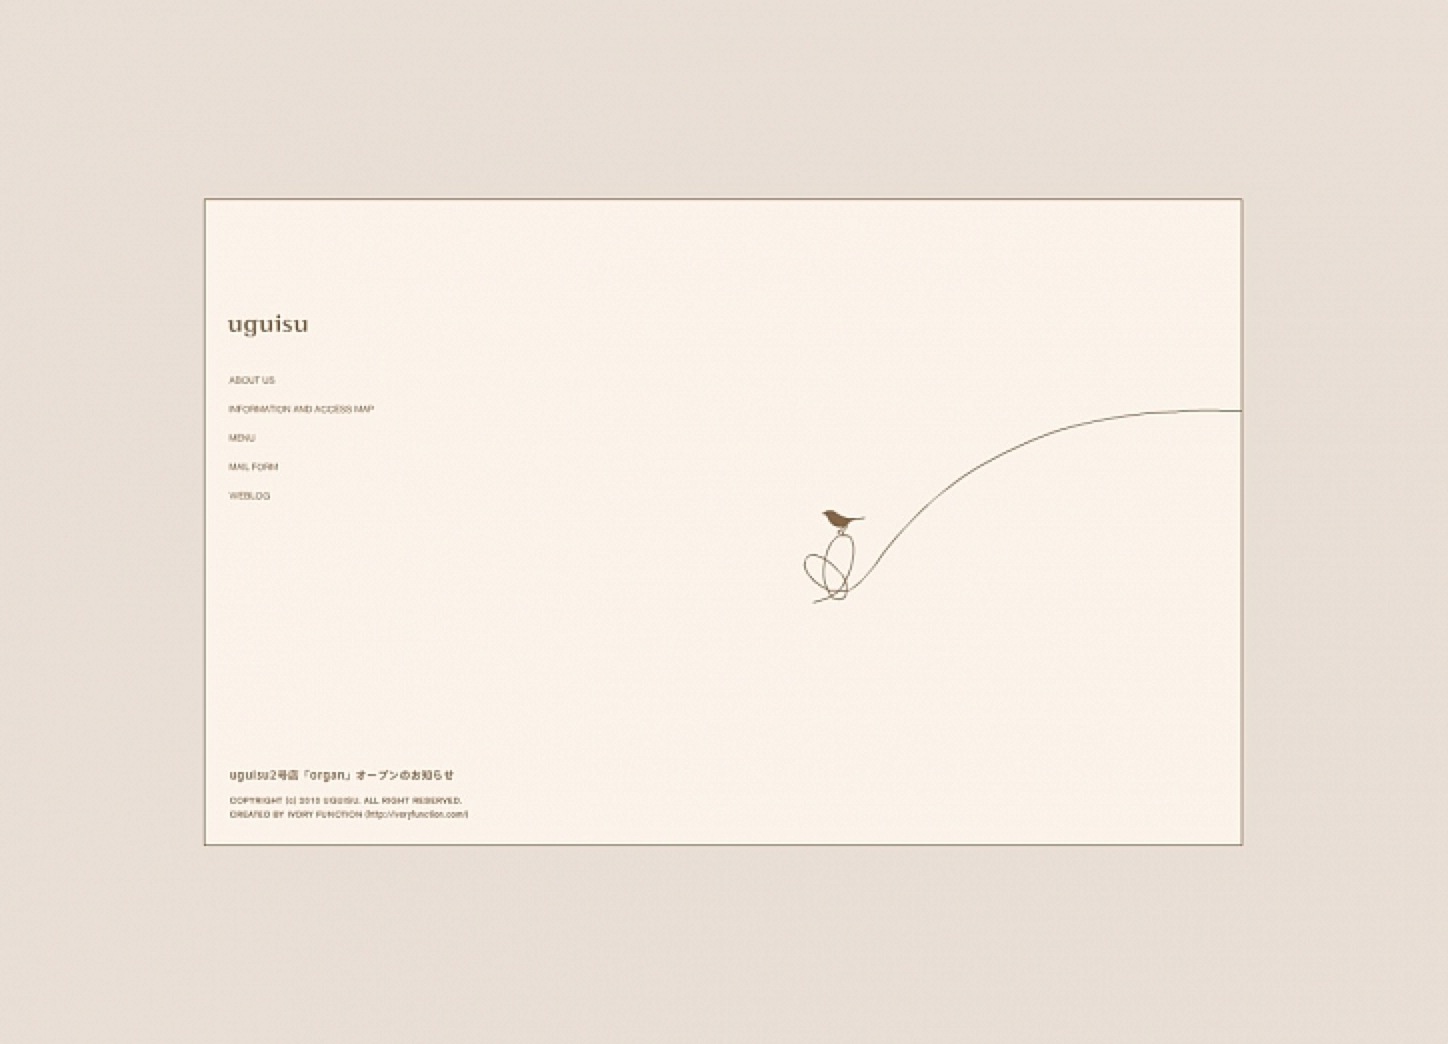 uguisu
ABOUT US
INFORMATION AND ACCESS MAP
MENU
MAIL FORM
WEBLOG
uguisu2号店「organ」オープンのお知らせ
COPYRIGHT (c) 2010 UGUISU. ALL RIGHT RESERVED.
CREATED BY IVORY FUNCTION (http://ivoryfunction.com/)